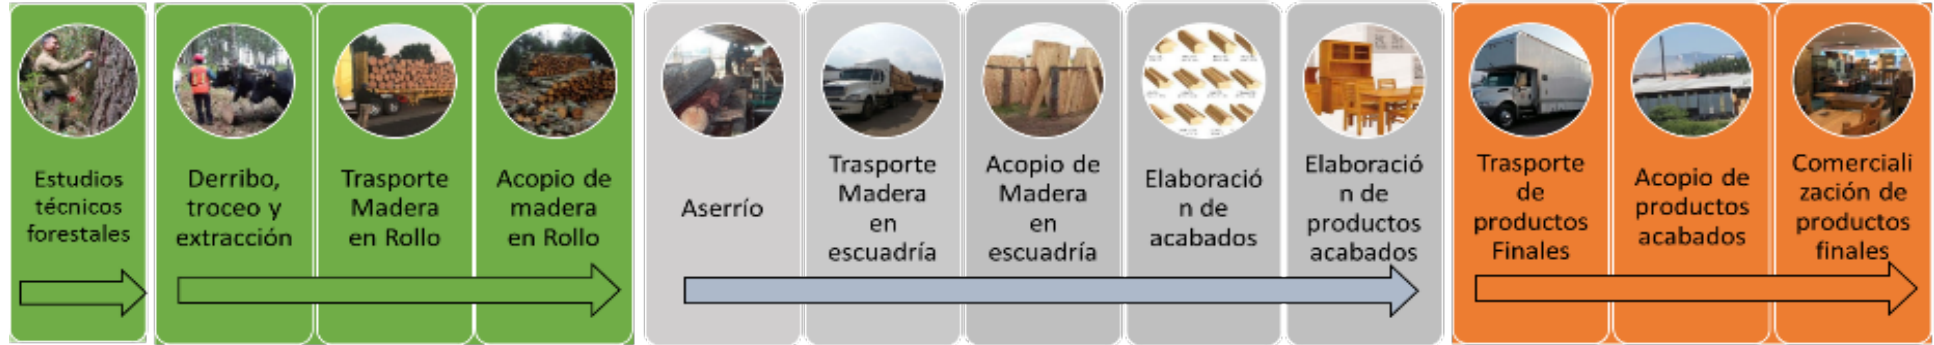 Estudios
técnicos
forestales
Derribo,
troceo y
extracción
Trasporte
Madera
en Rollo
Acopio de
madera
en Rollo
Aserrío
Trasporte
Madera
en
escuadría
Acopio de
Madera
en
escuadría
Elaboració
n de
acabados
Elaboració
n de
productos
acabados
Trasporte
de
productos
Finales
Acopio de
productos
acabados
Comerciali
zación de
productos
finales